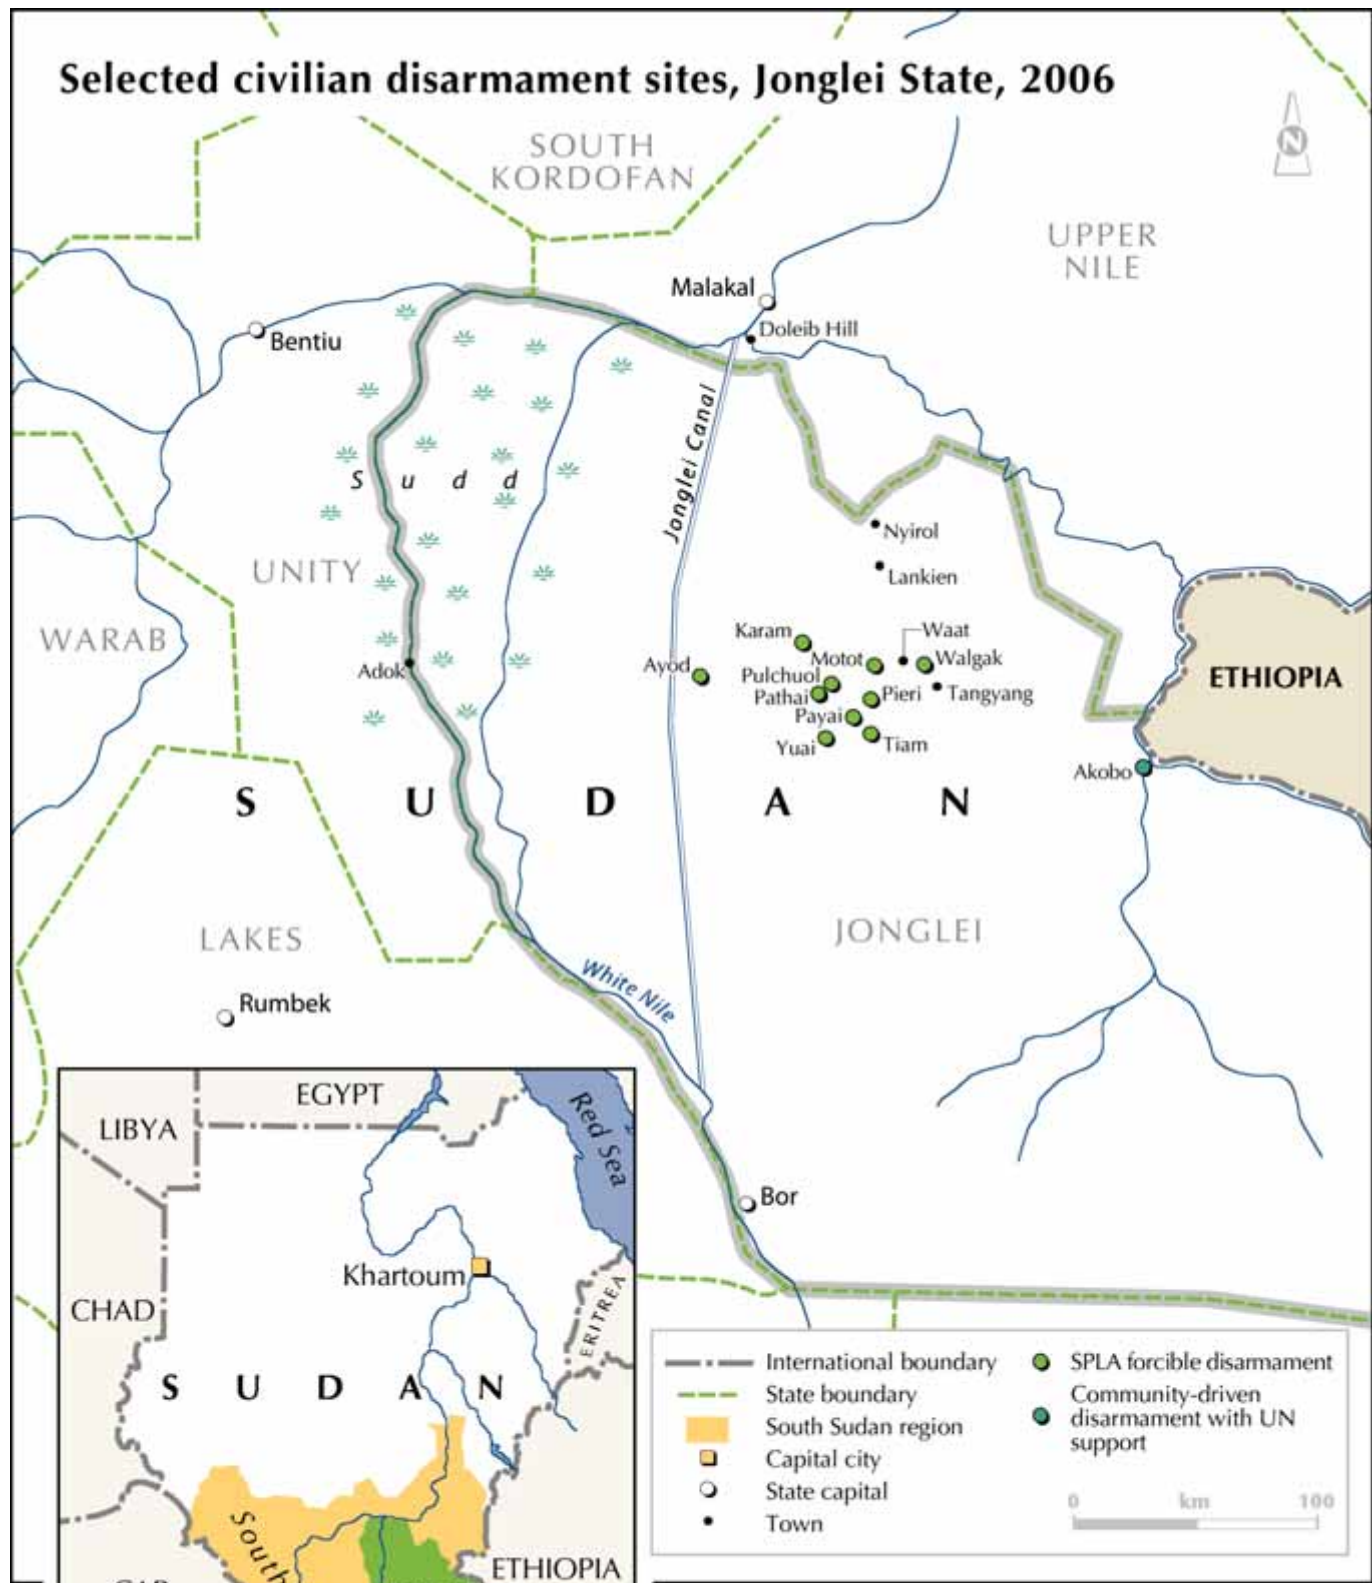 Selected civilian disarmament sites, Jonglei State, 2006
N
SOUTH
KORDOFAN
UPPER
NILE
Malakal
Doleib Hill
Bentiu
Jonglei Canal
Sudd
Nyirol
Lankien
UNITY
WARAB
Karam
Waat
Ayod
Motot
Walgak
Adok
Pulchuol
Pathai
Pieri
Tangyang
Payai
Yuai
Tiam
ETHIOPIA
Akobo
S U D A N
LAKES
JONGLEI
White Nile
Rumbek
Bor
EGYPT
LIBYA
Red Sea
Khartoum
CHAD
ERITREA
S U D A N
South
ETHIOPIA
International boundary
State boundary
South Sudan region
Capital city
State capital
Town
SPLA forcible disarmament
Community-driven
disarmament with UN
support
0 km 100